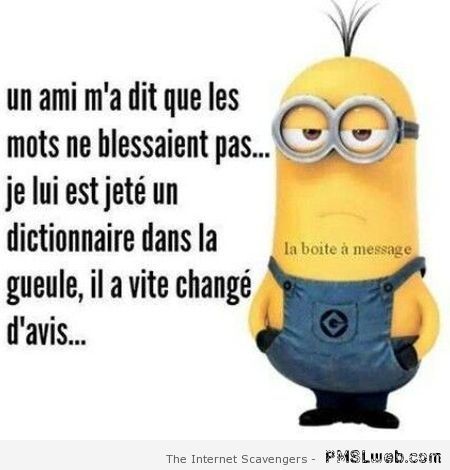 un ami m'a dit que les
mots ne blessaient pas...
je lui est jeté un
dictionnaire dans la
gueule, il a vite changé
d'avis...
la boite à message
The Internet Scavengers - PMSLweb.com